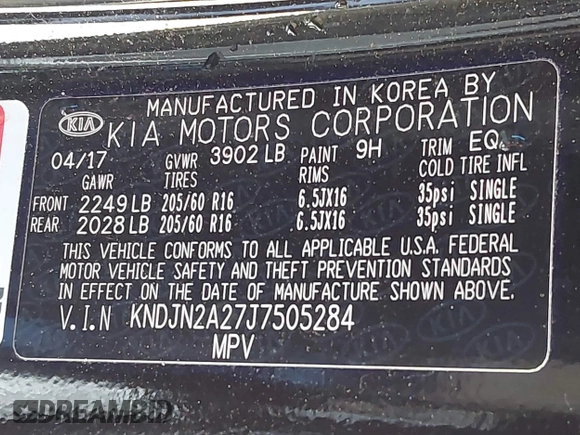 MANUFACTURED IN KOREA BY
KIA KIA MOTORS CORPORATION
04/17 GVWR 3902 LB PAINT 9H TRIM EQ
GAWR TIRES RIMS COLD TIRE INFL
FRONT 2249 LB 205/60 R16 6.5JX16 35psi SINGLE
REAR 2028 LB 205/60 R16 6.5JX16 35psi SINGLE
THIS VEHICLE CONFORMS TO ALL APPLICABLE U.S.A. FEDERAL
MOTOR VEHICLE SAFETY AND THEFT PREVENTION STANDARDS
IN EFFECT ON THE DATE OF MANUFACTURE SHOWN ABOVE.
V.I.N KNDJN2A27J7505284
MPV
DREAMBID